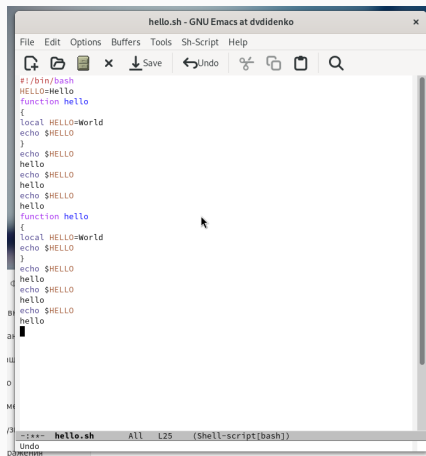 hello.sh - GNU Emacs at dvdidenko
File Edit Options Buffers Tools Sh-Script Help
Save Undo
#!/bin/bash
HELLO=Hello
function hello
{
local HELLO=World
echo $HELLO
}
echo $HELLO
hello
echo $HELLO
hello
echo $HELLO
hello
function hello
{
local HELLO=World
echo $HELLO
}
echo $HELLO
hello
echo $HELLO
hello
echo $HELLO
hello
-:**- hello.sh All L25 (Shell-script[bash])
Undo